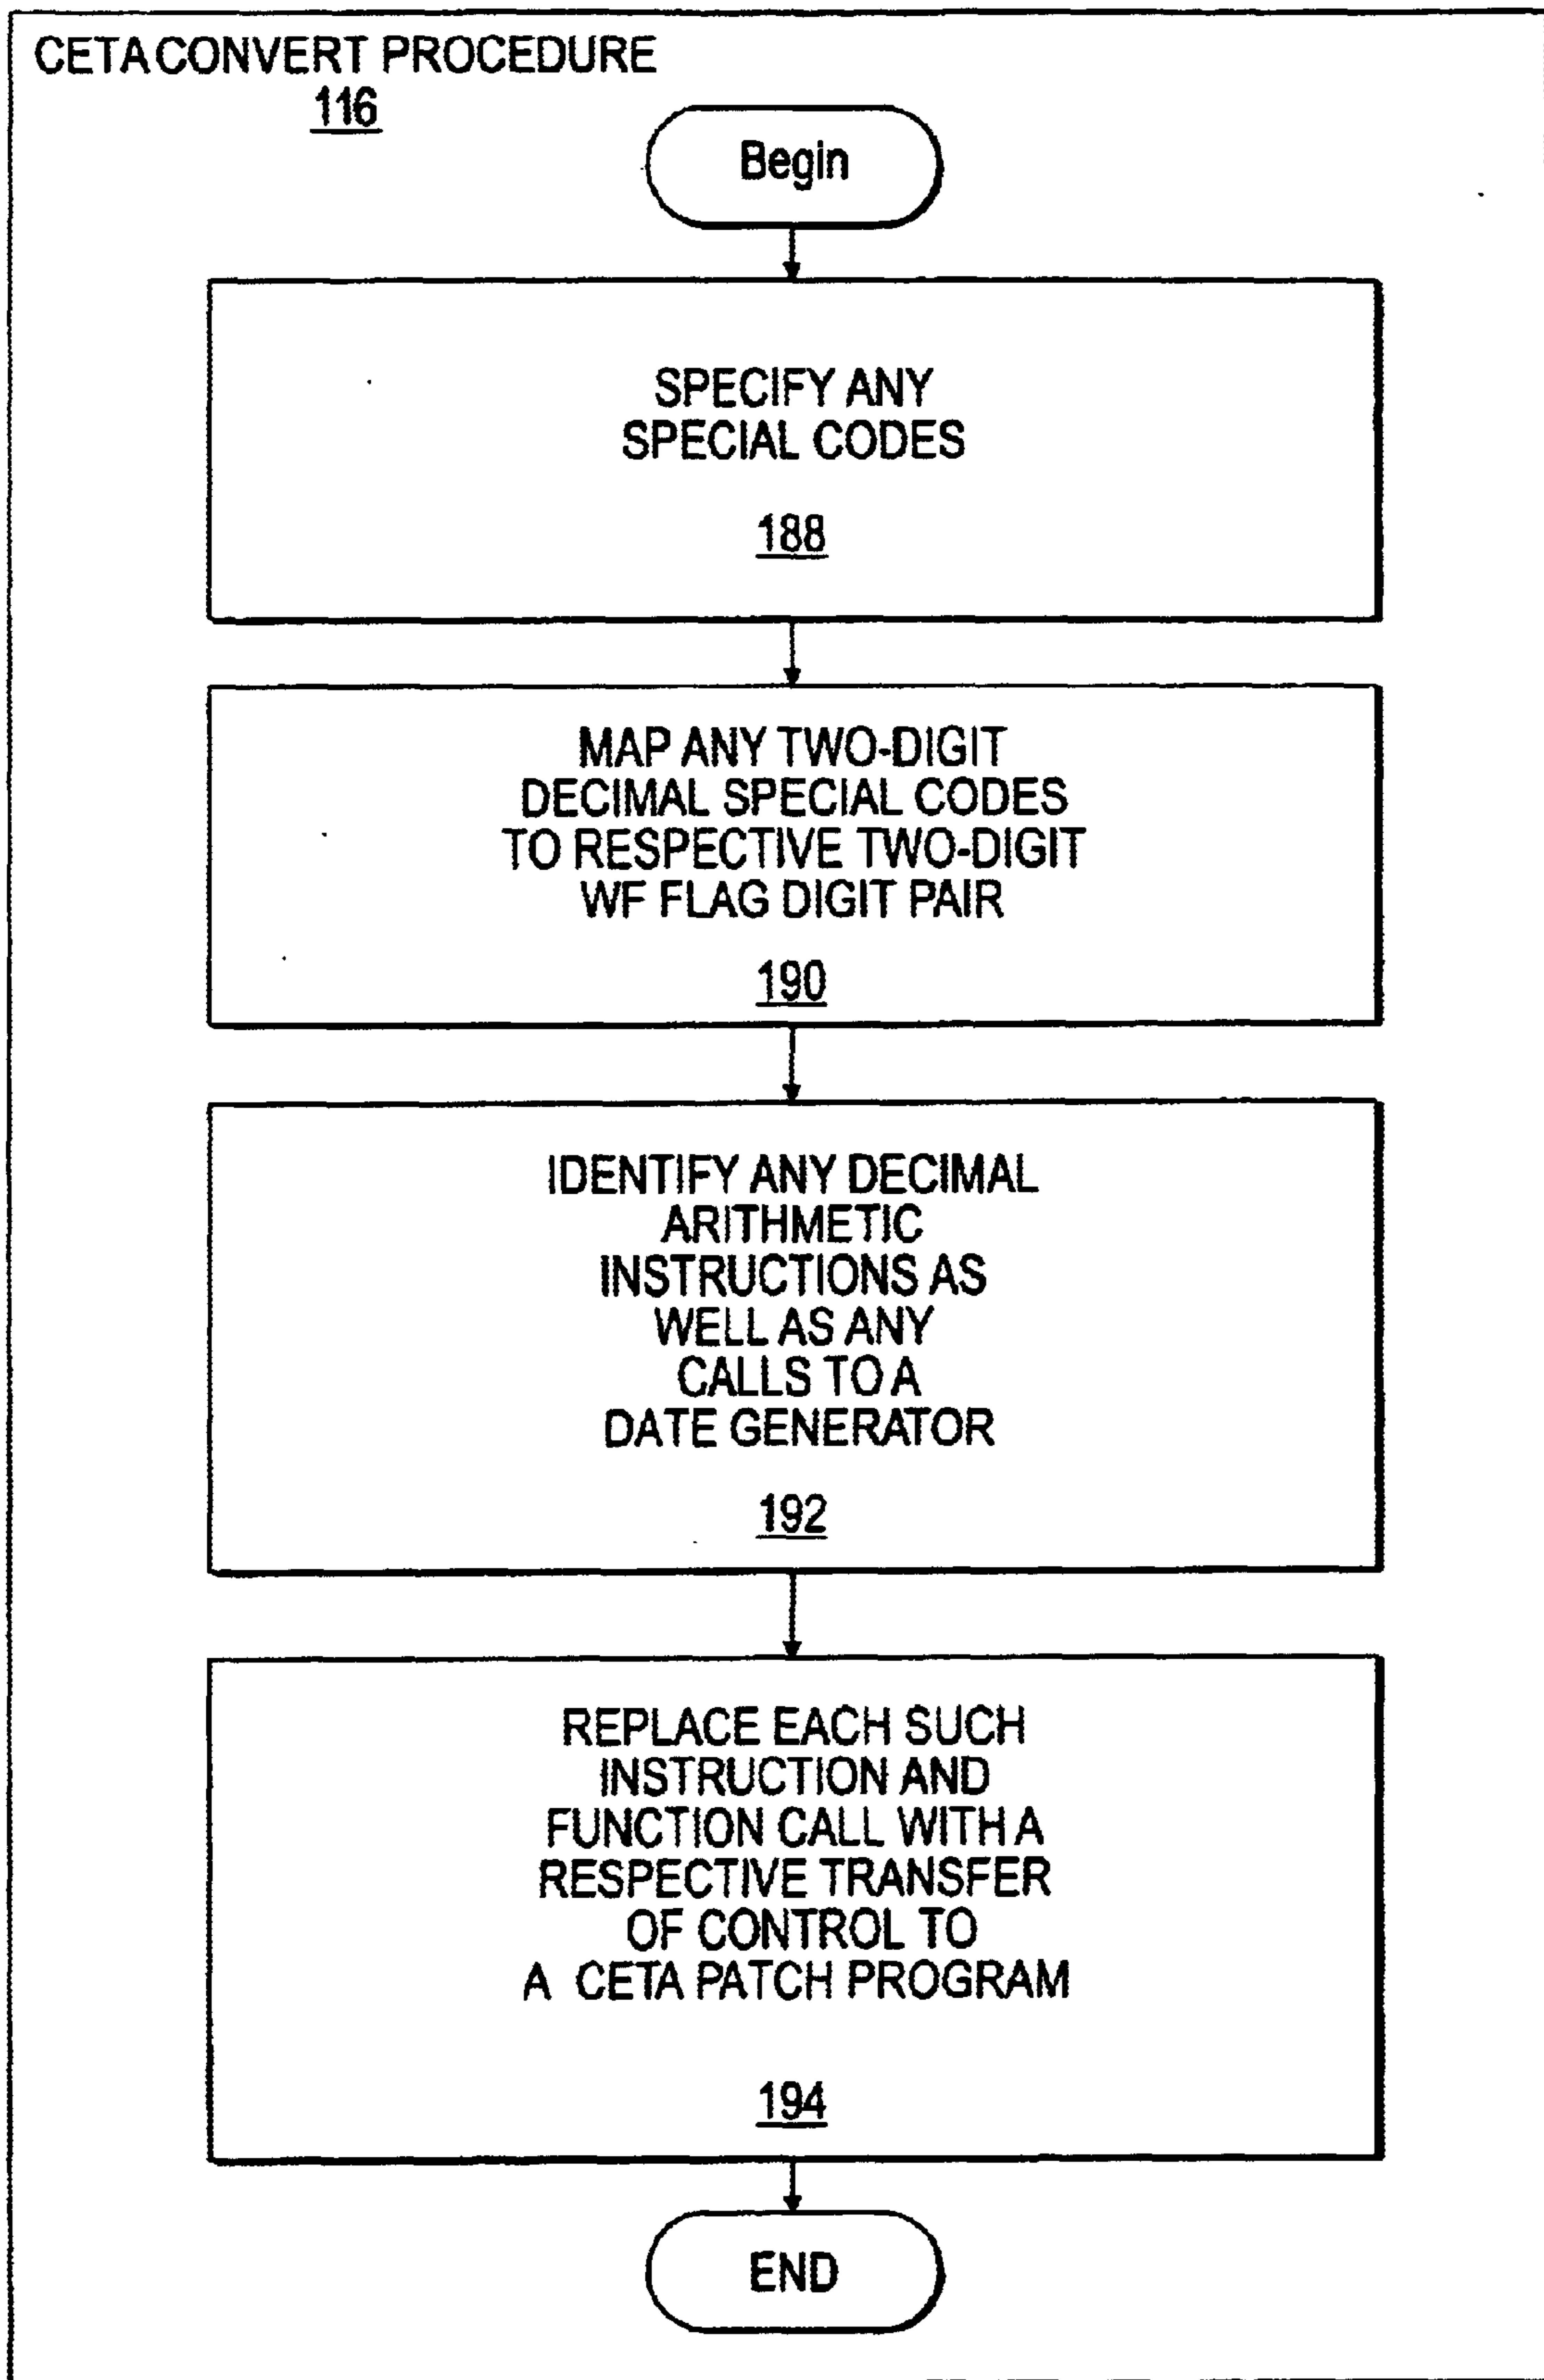 CETACONVERT PROCEDURE
116
Begin
SPECIFY ANY
SPECIAL CODES
188
MAP ANY TWO-DIGIT
DECIMAL SPECIAL CODES
TO RESPECTIVE TWO-DIGIT
WF FLAG DIGIT PAIR
190
IDENTIFY ANY DECIMAL
ARITHMETIC
INSTRUCTIONS AS
WELL AS ANY
CALLS TO A
DATE GENERATOR
192
REPLACE EACH SUCH
INSTRUCTION AND
FUNCTION CALL WITH A
RESPECTIVE TRANSFER
OF CONTROL TO
A CETA PATCH PROGRAM
194
END